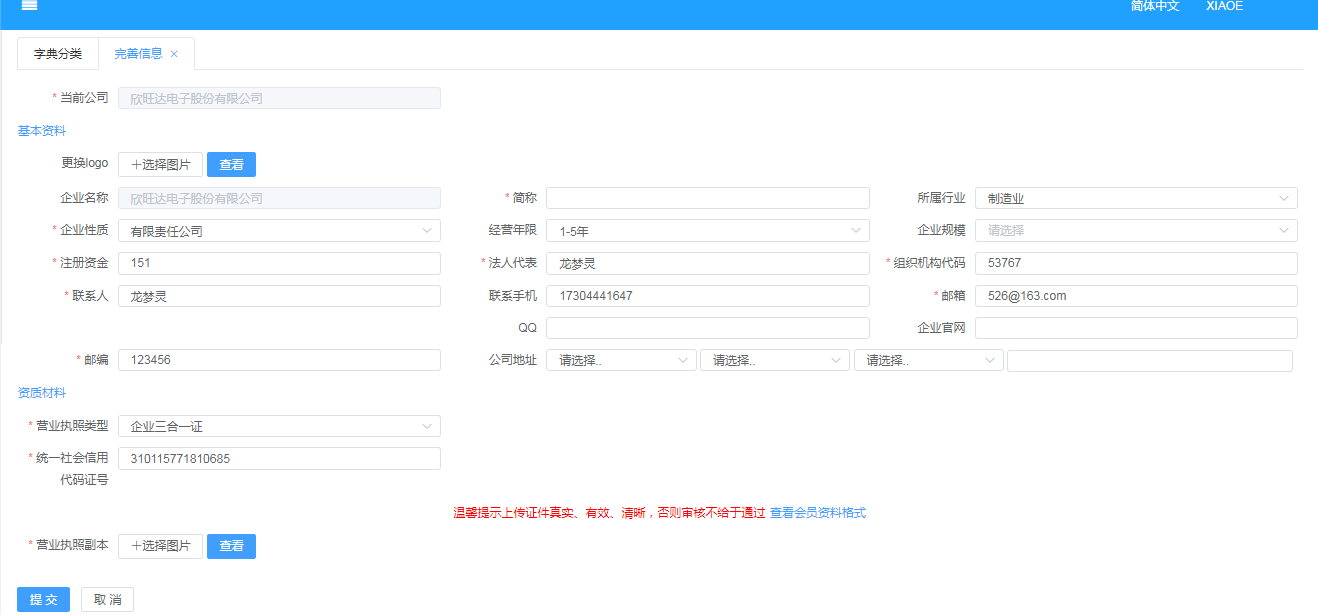 简体中文 XIAOE
字典分类 完善信息 ×
* 当前公司 欣旺达电子股份有限公司
基本资料
更换logo 十选择图片 查看
企业名称 欣旺达电子股份有限公司 * 简称 所属行业 制造业
* 企业性质 有限责任公司 经营年限 1-5年 企业规模 请选择
* 注册资金 151 * 法人代表 龙梦灵 * 组织机构代码 53767
* 联系人 龙梦灵 联系手机 17304441647 * 邮箱 526@163.com
QQ 企业官网
* 邮编 123456 公司地址 请选择.. 请选择.. 请选择..
资质材料
* 营业执照类型 企业三合一证
* 统一社会信用 310115771810685
代码证号
温馨提示上传证件真实、有效、清晰，否则审核不给于通过 查看会员资料格式
* 营业执照副本 十选择图片 查看
提 交 取 消